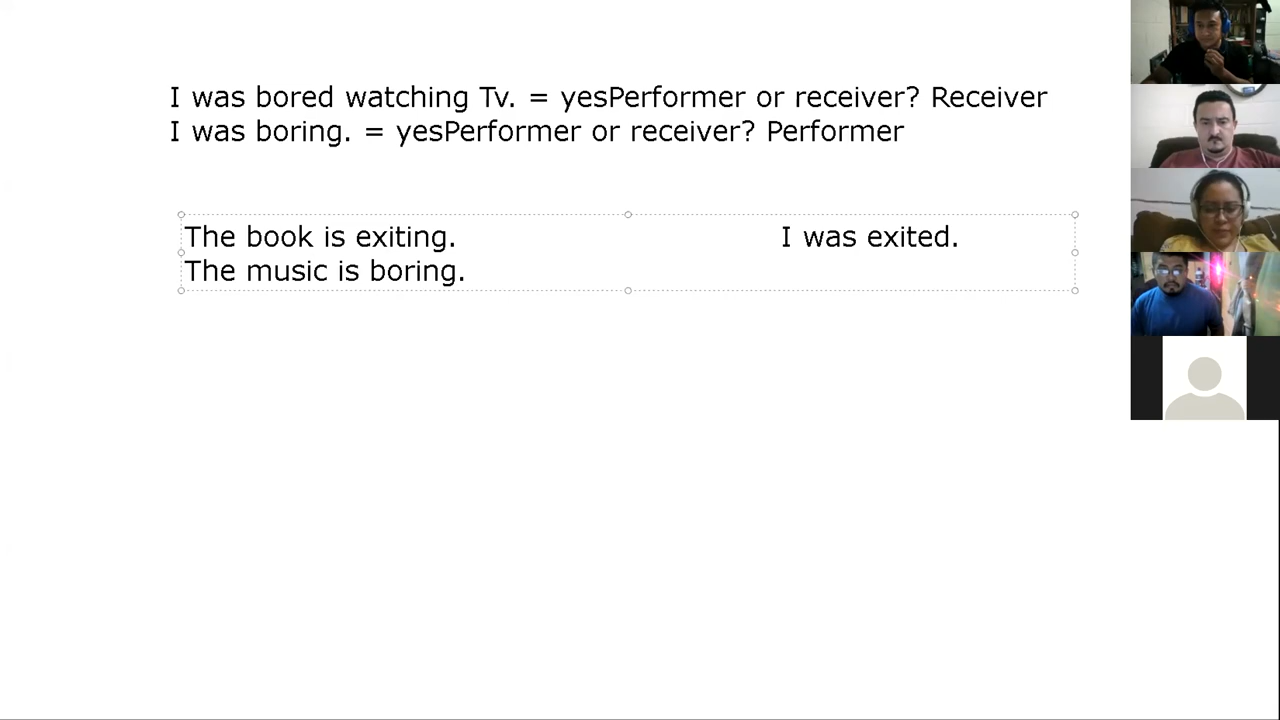 I was bored watching Tv. = yesPerformer or receiver? Receiver
I was boring. = yesPerformer or receiver? Performer
The book is exiting. I was exited.
The music is boring.